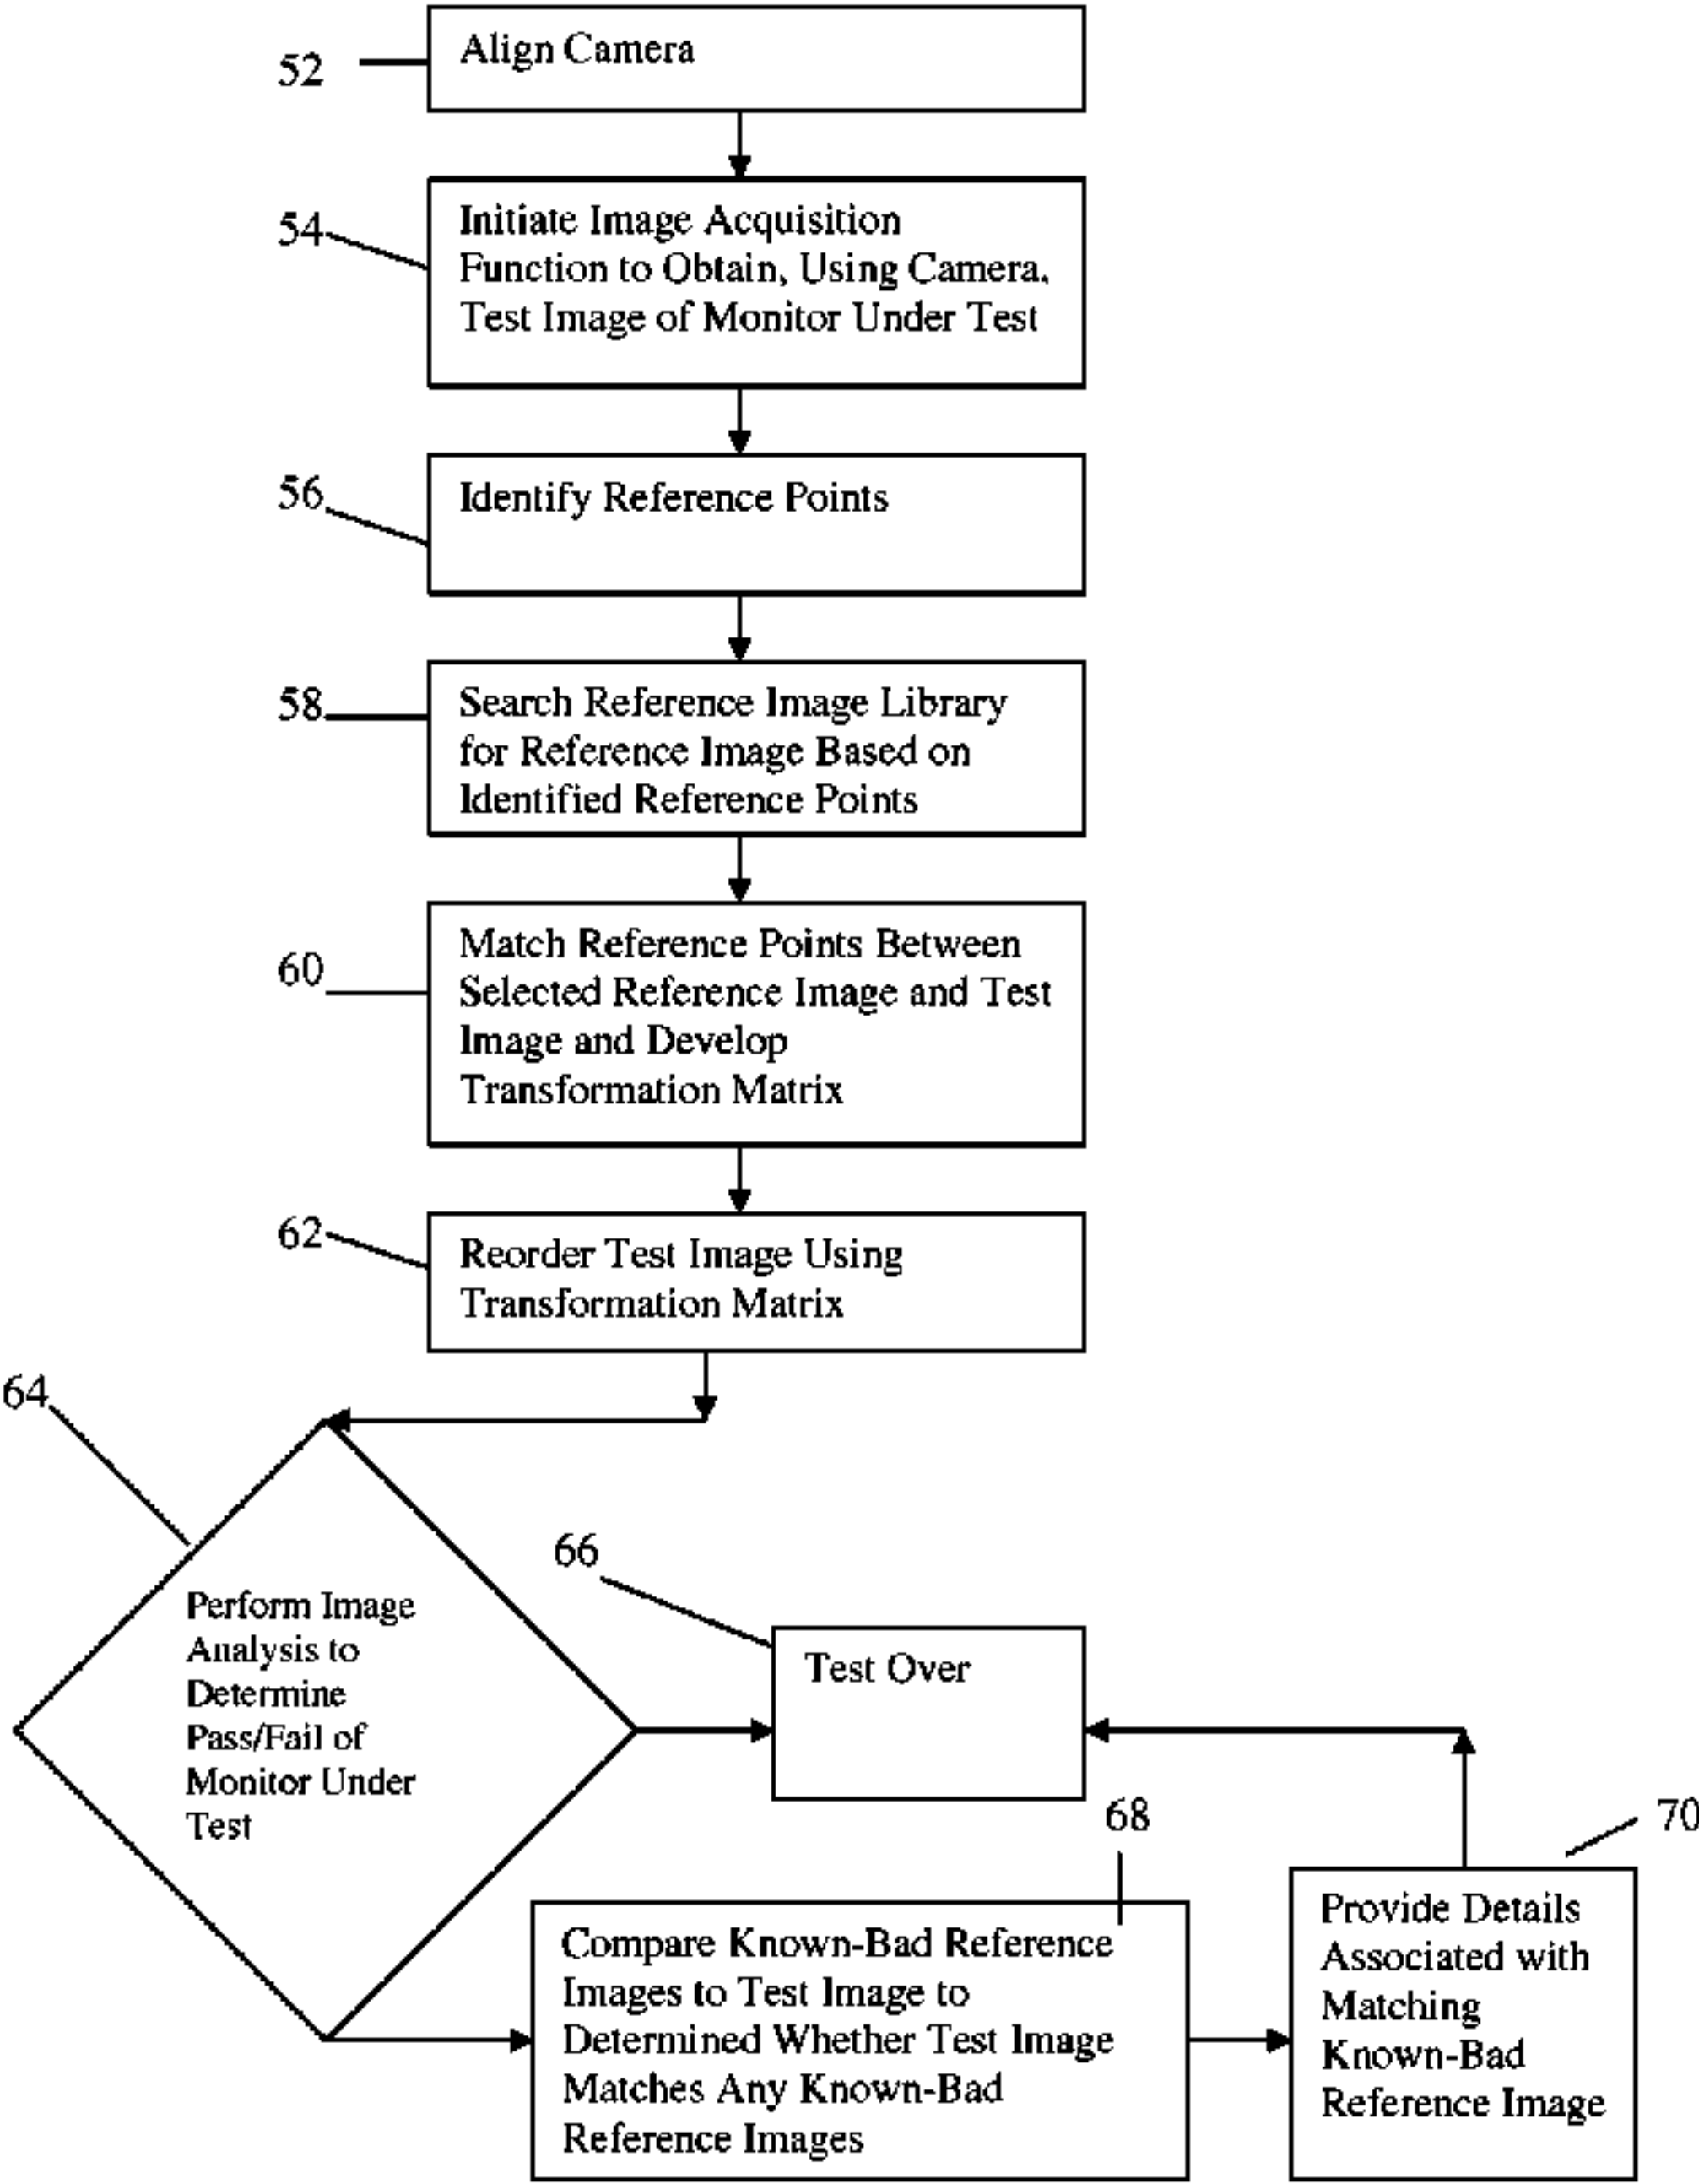 52
Align Camera
54
Initiate Image Acquisition
Function to Obtain, Using Camera,
Test Image of Monitor Under Test
56
Identify Reference Points
58
Search Reference Image Library
for Reference Image Based on
Identified Reference Points
60
Match Reference Points Between
Selected Reference Image and Test
Image and Develop
Transformation Matrix
62
Reorder Test Image Using
Transformation Matrix
64
Perform Image
Analysis to
Determine
Pass/Fail of
Monitor Under
Test
66
Test Over
68
Compare Known-Bad Reference
Images to Test Image to
Determined Whether Test Image
Matches Any Known-Bad
Reference Images
70
Provide Details
Associated with
Matching
Known-Bad
Reference Image